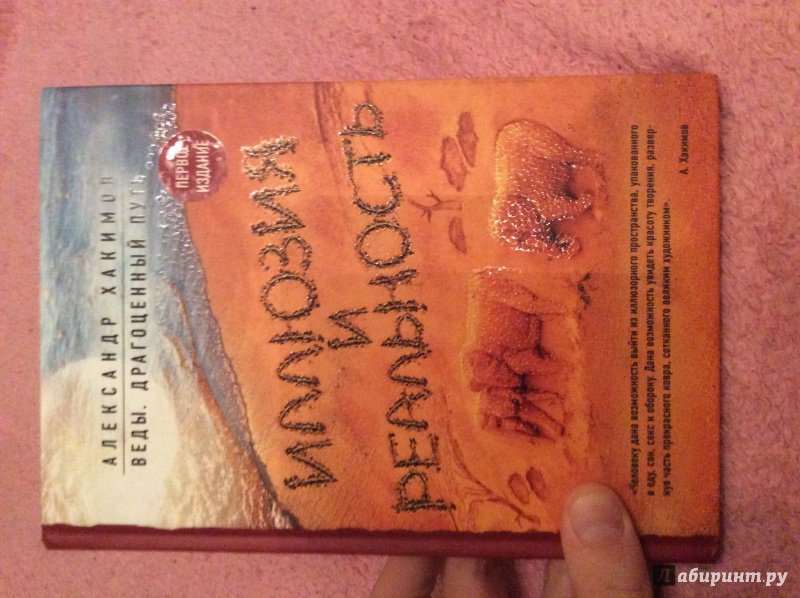 АЛЕКСАНДР ХАКИМОВ
ВЕДЫ. ДРАГОЦЕННЫЙ ПУТЬ
ПЕРВОЕ
ИЗДАНИЕ
ИЛЛЮЗИЯ
И
РЕАЛЬНОСТЬ
«Человеку дана возможность выйти из иллюзорного пространства, упакованного
в еду, сон, секс и оборону. Дана возможность увидеть красоту творения, развер-
нув часть прекрасного ковра, сотканного великим художником».
А. Хакимов
Лабиринт.ру